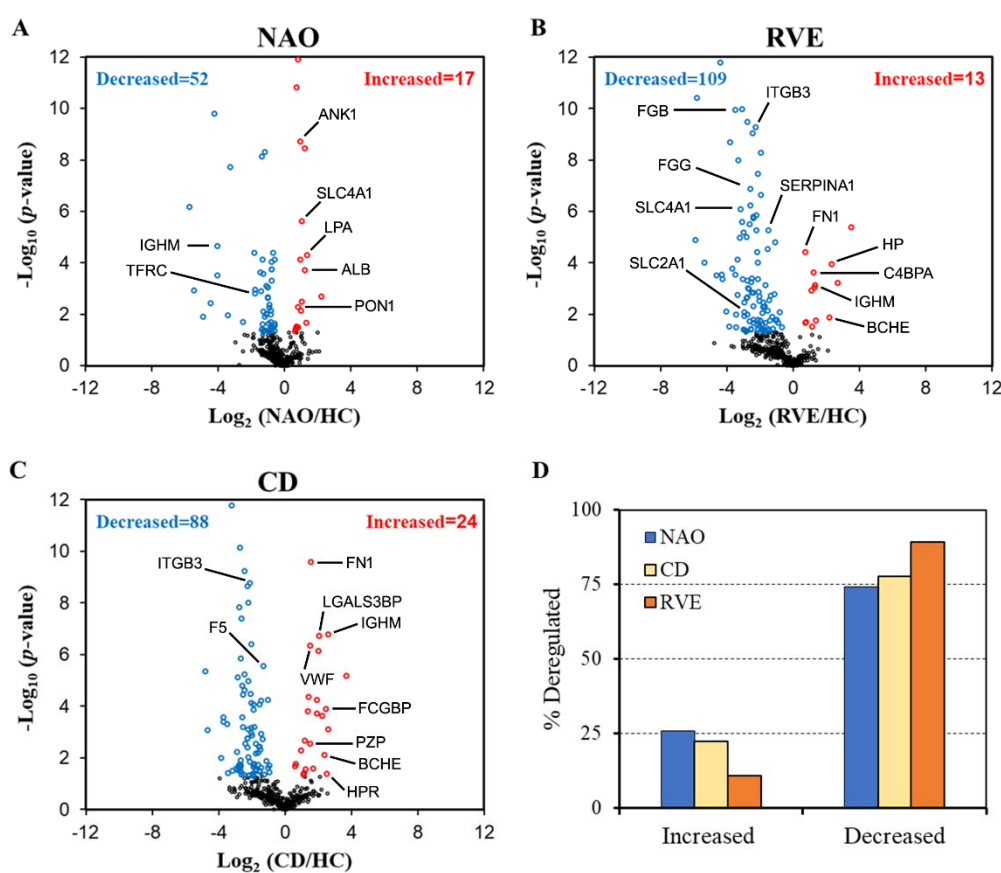 A
NAO
Decreased=52
Increased=17
12
10
8
6
4
2
0
-Log10 (p-value)
ANK1
SLC4A1
LPA
IGHM
ALB
TFRC
PON1
-12
-8
-4
0
4
8
12
Log2 (NAO/HC)
B
RVE
Decreased=109
Increased=13
12
10
8
6
4
2
0
-Log10 (p-value)
ITGB3
FGB
FGG
SERPINA1
SLC4A1
FN1
HP
SLC2A1
C4BPA
IGHM
BCHE
-12
-8
-4
0
4
8
12
Log2 (RVE/HC)
C
CD
Decreased=88
Increased=24
12
10
8
6
4
2
0
-Log10 (p-value)
ITGB3
FN1
LGALS3BP
IGHM
F5
VWF
FCGBP
PZP
BCHE
HPR
-12
-8
-4
0
4
8
12
Log2 (CD/HC)
D
100
75
50
25
0
% Deregulated
NAO
CD
RVE
Increased
Decreased